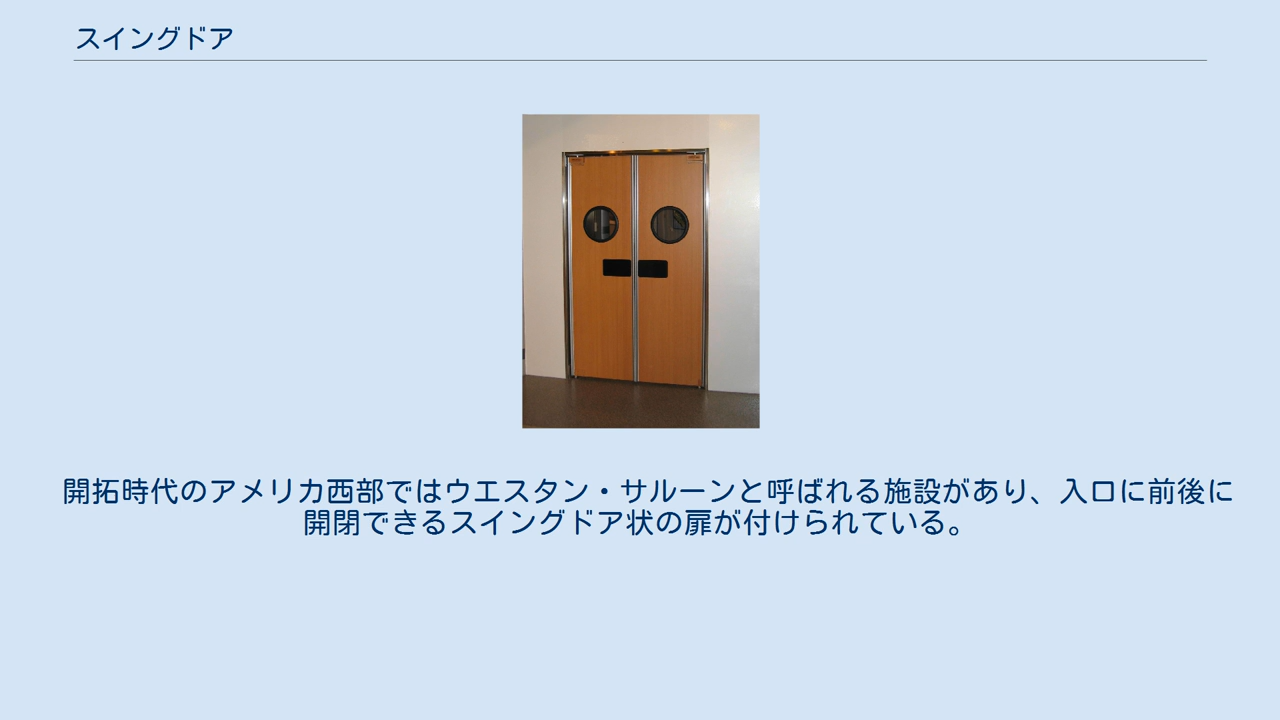 スイングドア
開拓時代のアメリカ西部ではウエスタン・サルーンと呼ばれる施設があり、入口に前後に
開閉できるスイングドア状の扉が付けられている。